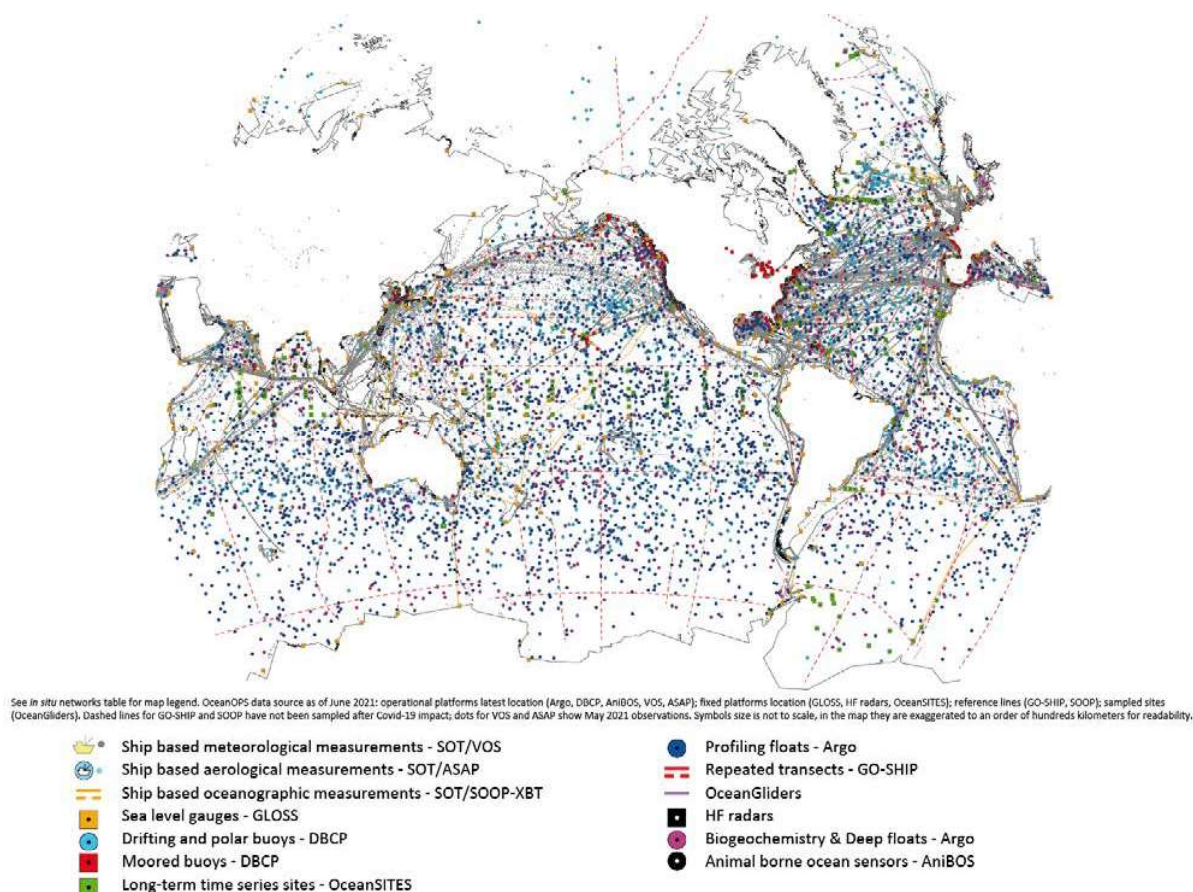 See in situ networks table for map legend. OceanOPS data source as of June 2021: operational platforms latest location (Argo, DBCP, AniBOS, VOS, ASAP); fixed platforms location (GLOSS, HF radars, OceanSITES); reference lines (GO-SHIP, SOOP); sampled sites
(OceanGliders). Dashed lines for GO-SHIP and SOOP have not been sampled after Covid-19 impact; dots for VOS and ASAP show May 2021 observations. Symbols size is not to scale, in the map they are exaggerated to an order of hundreds kilometers for readability.
Ship based meteorological measurements - SOT/VOS
Ship based aerological measurements - SOT/ASAP
Ship based oceanographic measurements - SOT/SOOP-XBT
Sea level gauges - GLOSS
Drifting and polar buoys - DBCP
Moored buoys - DBCP
Long-term time series sites - OceanSITES
Profiling floats - Argo
Repeated transects - GO-SHIP
OceanGliders
HF radars
Biogeochemistry & Deep floats - Argo
Animal borne ocean sensors - AniBOS